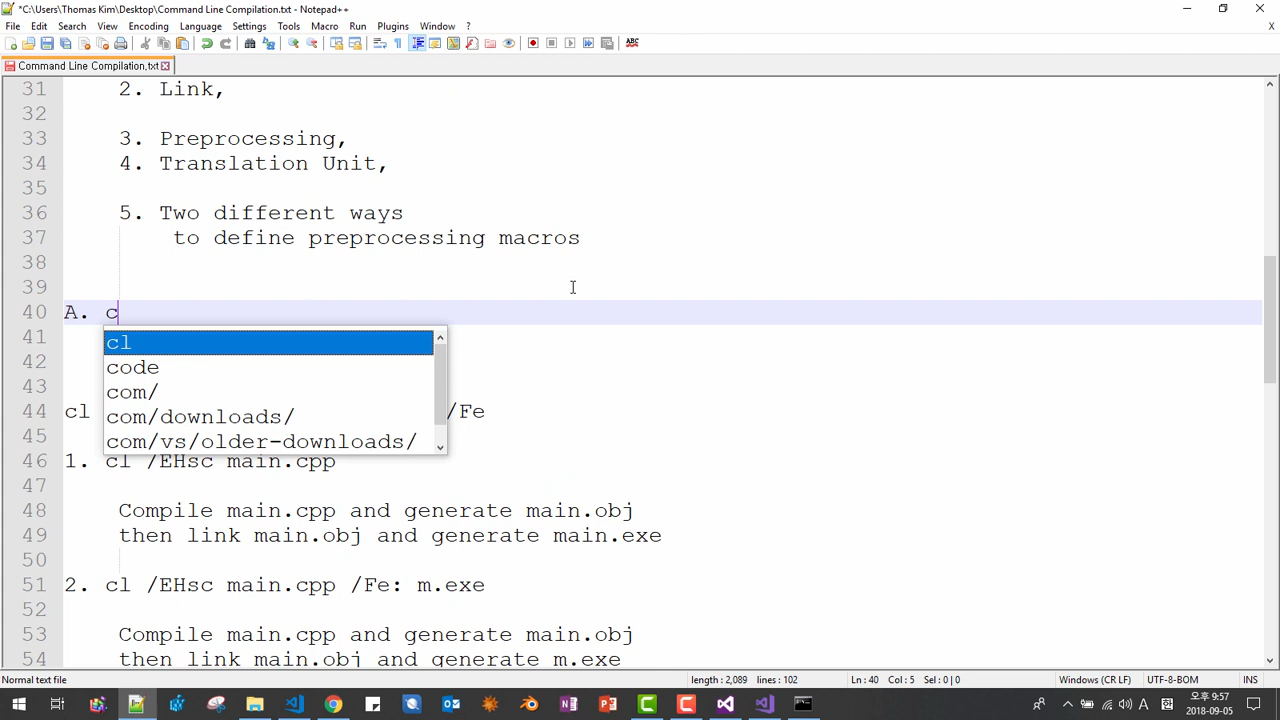 *C:\Users\Thomas Kim\Desktop\Command Line Compilation.txt - Notepad++
File Edit Search View Encoding Language Settings Tools Macro Run Plugins Window ?
X
ABC
Command Line Compilation.txt
31 2. Link,
32
33 3. Preprocessing,
34 4. Translation Unit,
35
36 5. Two different ways
37 to define preprocessing macros
38
39
40 A. c
41 cl
42 code
43 com/
44 cl com/downloads/ /Fe
45 com/vs/older-downloads/
46 1. cl /EHsc main.cpp
47
48 Compile main.cpp and generate main.obj
49 then link main.obj and generate main.exe
50
51 2. cl /EHsc main.cpp /Fe: m.exe
52
53 Compile main.cpp and generate main.obj
54 then link main.obj and generate m.exe
Normal text file length : 2,089 lines : 102 Ln : 40 Col : 5 Sel : 0 | 0 Windows (CR LF) UTF-8-BOM INS
A 오후 9:57
2018-09-05